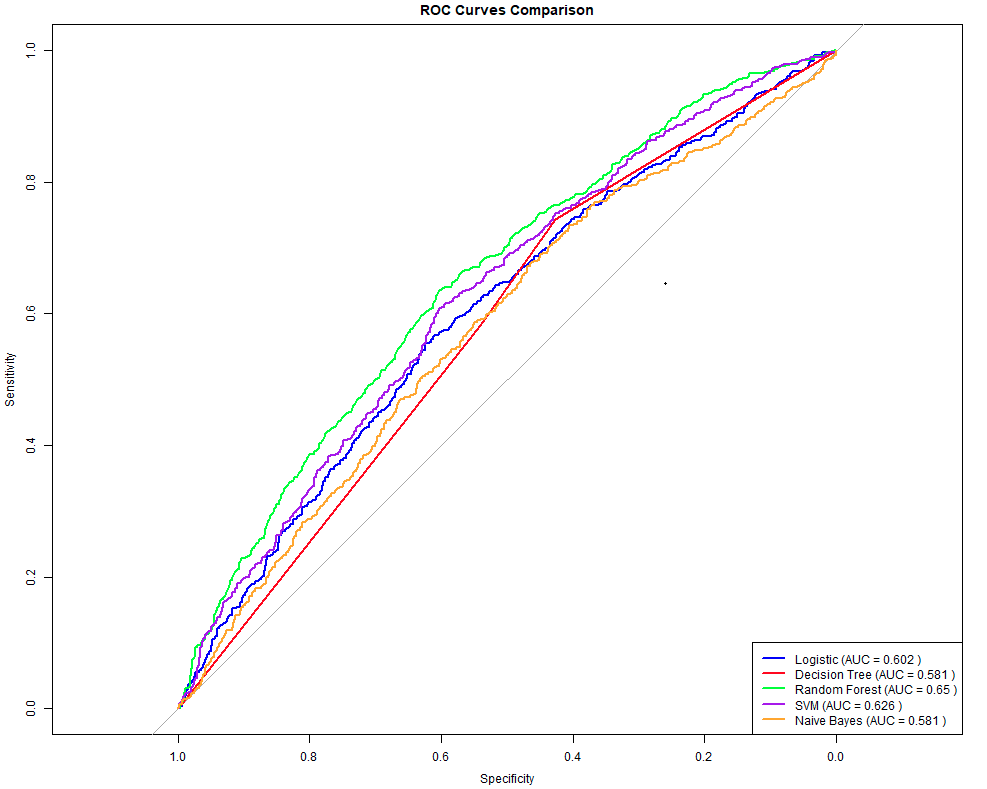 ROC Curves Comparison
Sensitivity
1.0
0.8
0.6
0.4
0.2
0.0
1.0 0.8 0.6 0.4 0.2 0.0
Specificity
Logistic (AUC = 0.602 )
Decision Tree (AUC = 0.581 )
Random Forest (AUC = 0.65 )
SVM (AUC = 0.626 )
Naive Bayes (AUC = 0.581 )